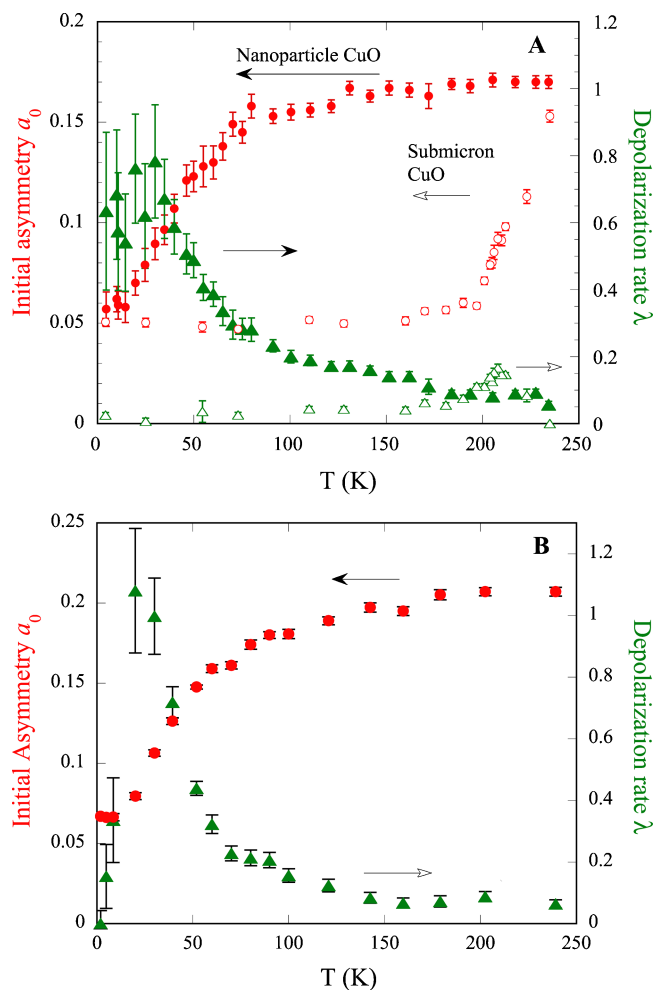 A
Nanoparticle CuO
Submicron
CuO
Initial asymmetry a0
0.2
0.15
0.1
0.05
0
1.2
1
0.8
0.6
0.4
0.2
0
Depolarization rate λ
0 50 100 150 200 250
T (K)
B
Initial Asymmetry a0
0.25
0.2
0.15
0.1
0.05
0
1.2
1
0.8
0.6
0.4
0.2
0
Depolarization rate λ
0 50 100 150 200 250
T (K)